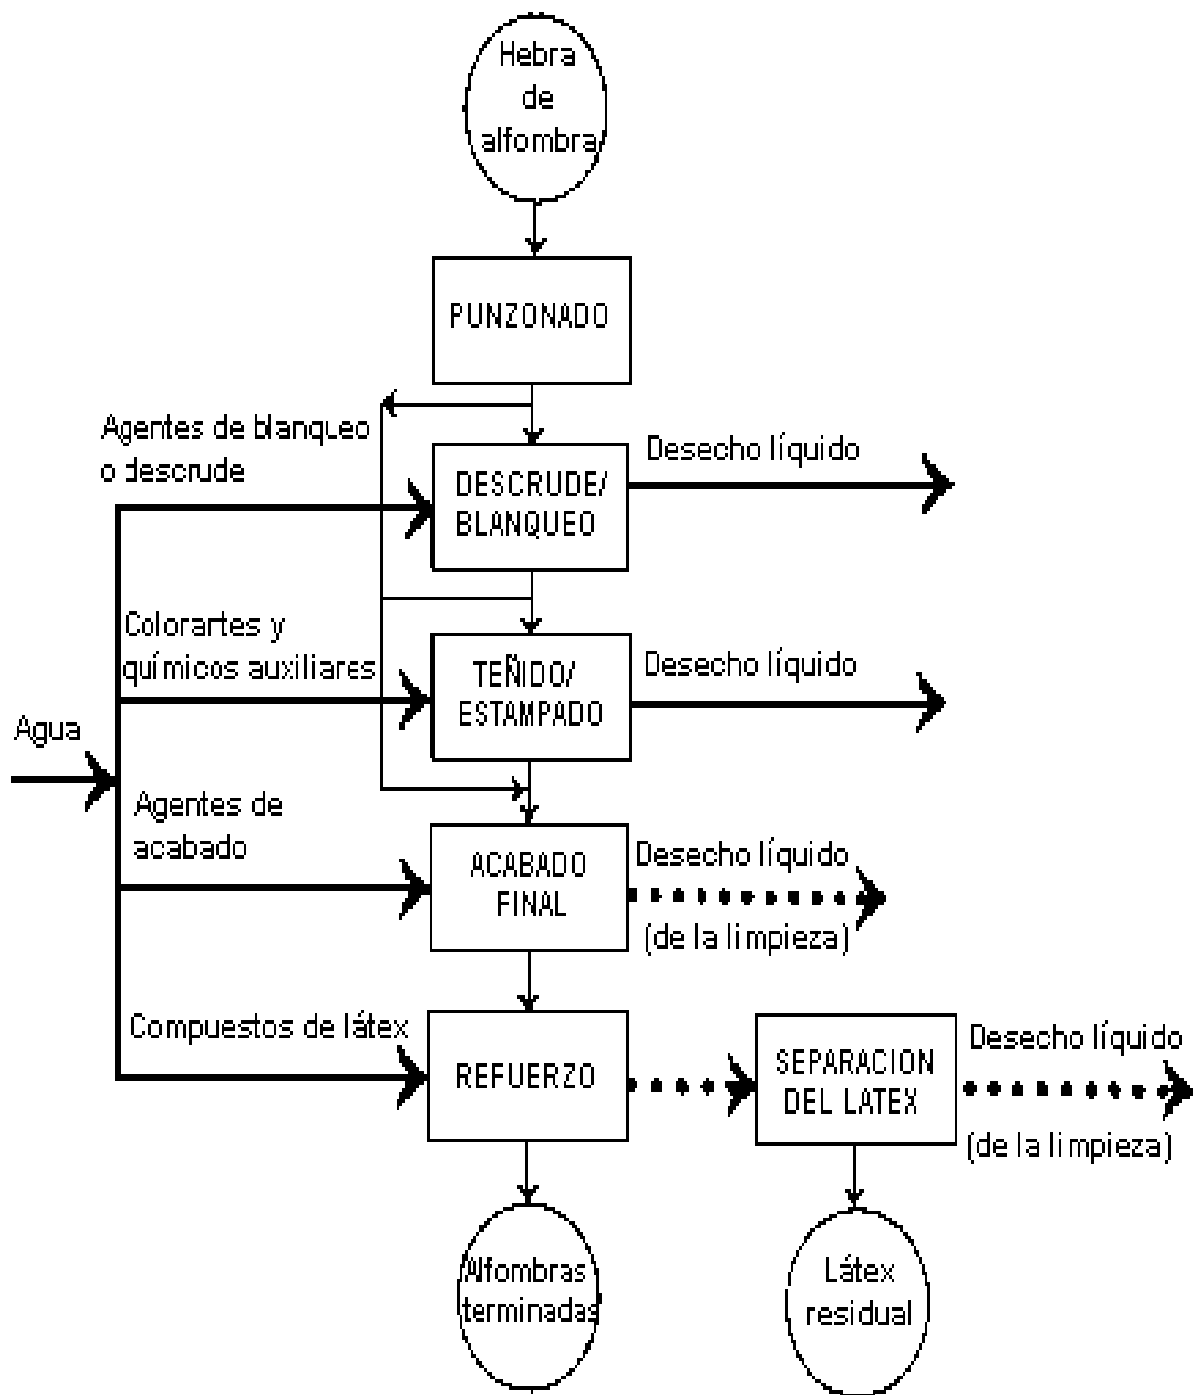 Hebra
de
alfombra
PUNZONADO
Agentes de blanqueo
o descrude
DESCRUDE/
BLANQUEO
Desecho líquido
Colorartes y
químicos auxiliares
TEÑIDO/
ESTAMPADO
Desecho líquido
Agua
Agentes de
acabado
ACABADO
FINAL
Desecho líquido
(de la limpieza)
Compuestos de látex
REFUERZO
SEPARACION
DEL LATEX
Desecho líquido
(de la limpieza)
Alfombras
terminadas
Látex
residual